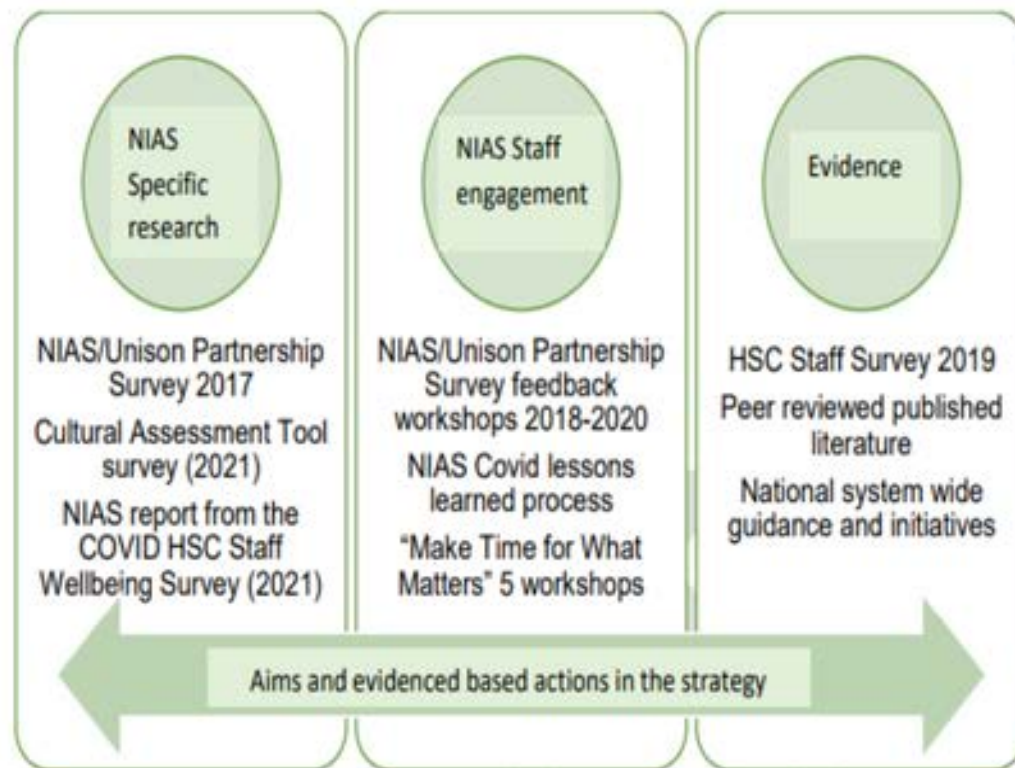 NIAS
Specific
research
NIAS/Unison Partnership
Survey 2017
Cultural Assessment Tool
survey (2021)
NIAS report from the
COVID HSC Staff
Wellbeing Survey (2021)
NIAS Staff
engagement
NIAS/Unison Partnership
Survey feedback
workshops 2018-2020
NIAS Covid lessons
learned process
“Make Time for What
Matters” 5 workshops
Evidence
HSC Staff Survey 2019
Peer reviewed published
literature
National system wide
guidance and initiatives
Aims and evidenced based actions in the strategy